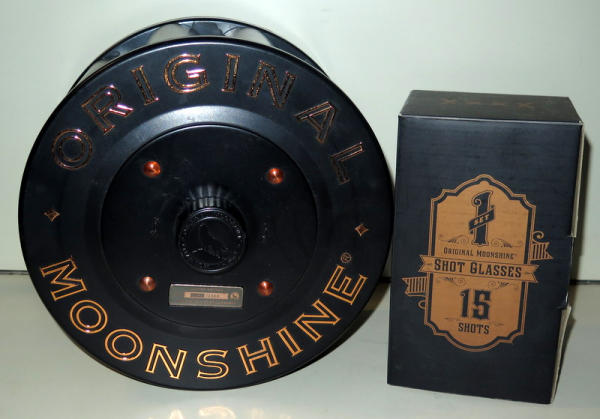 ORIGINAL
MOONSHINE®
1
SET
ORIGINAL MOONSHINE
SHOT GLASSES
15
SHOTS